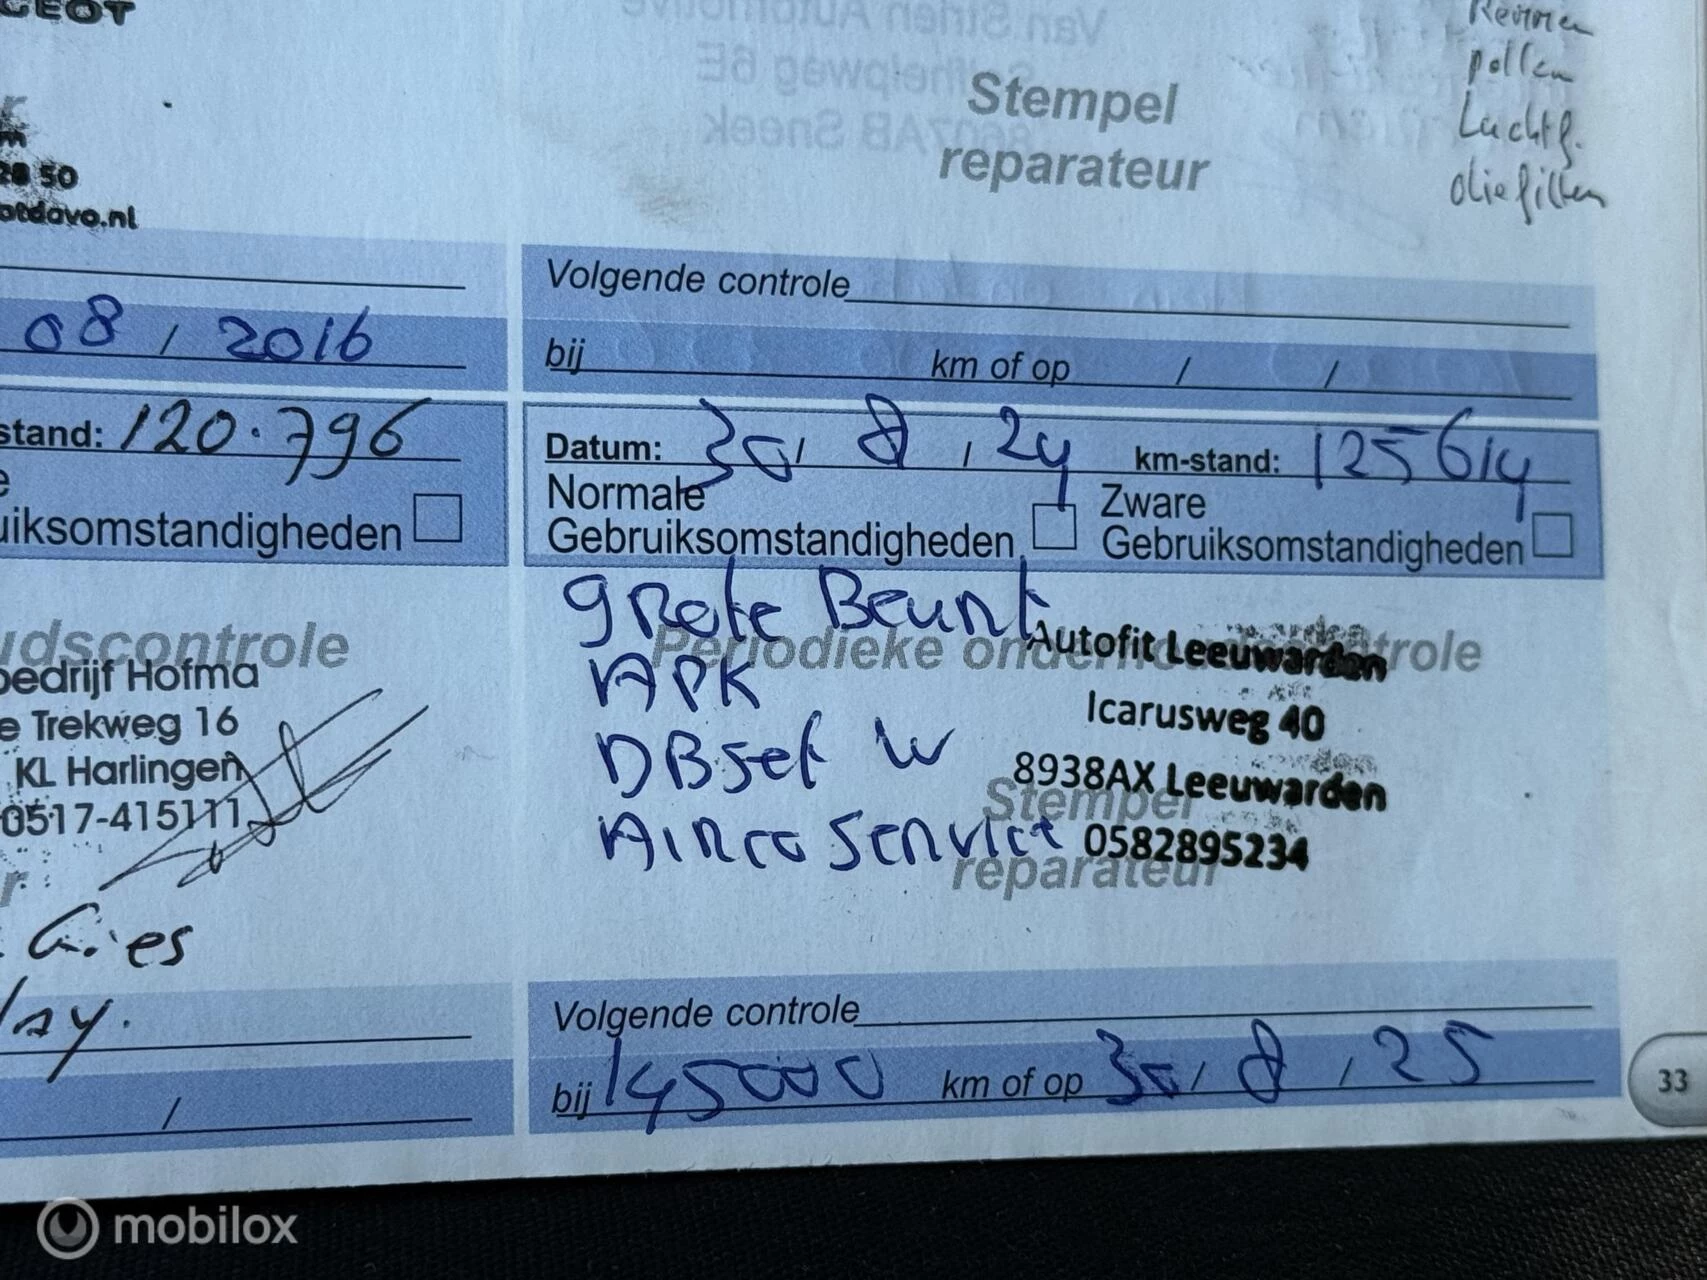 Stempel
reparateur
Remmen
pollen
Luchtf.
oliefilter
28 50
otdovo.nl
08 / 2016
stand: 120.796
uiksomstandigheden
udscontrole
bedrijf Hofma
e Trekweg 16
KL Harlingen
0517-415111
Volgende controle
bij km of op / /
Datum: 30 / 8 / 24 km-stand: 125614
Normale
Gebruiksomstandigheden
Zware
Gebruiksomstandigheden
grote Beurt
Periodieke
trole
APK
DBset
Airco Service
Autofit Leeuwarden
Icarusweg 40
8938AX Leeuwarden
0582895234
Stempel
reparateur
Volgende controle
bij 145000 km of op 30 / 8 / 25
33
mobilox